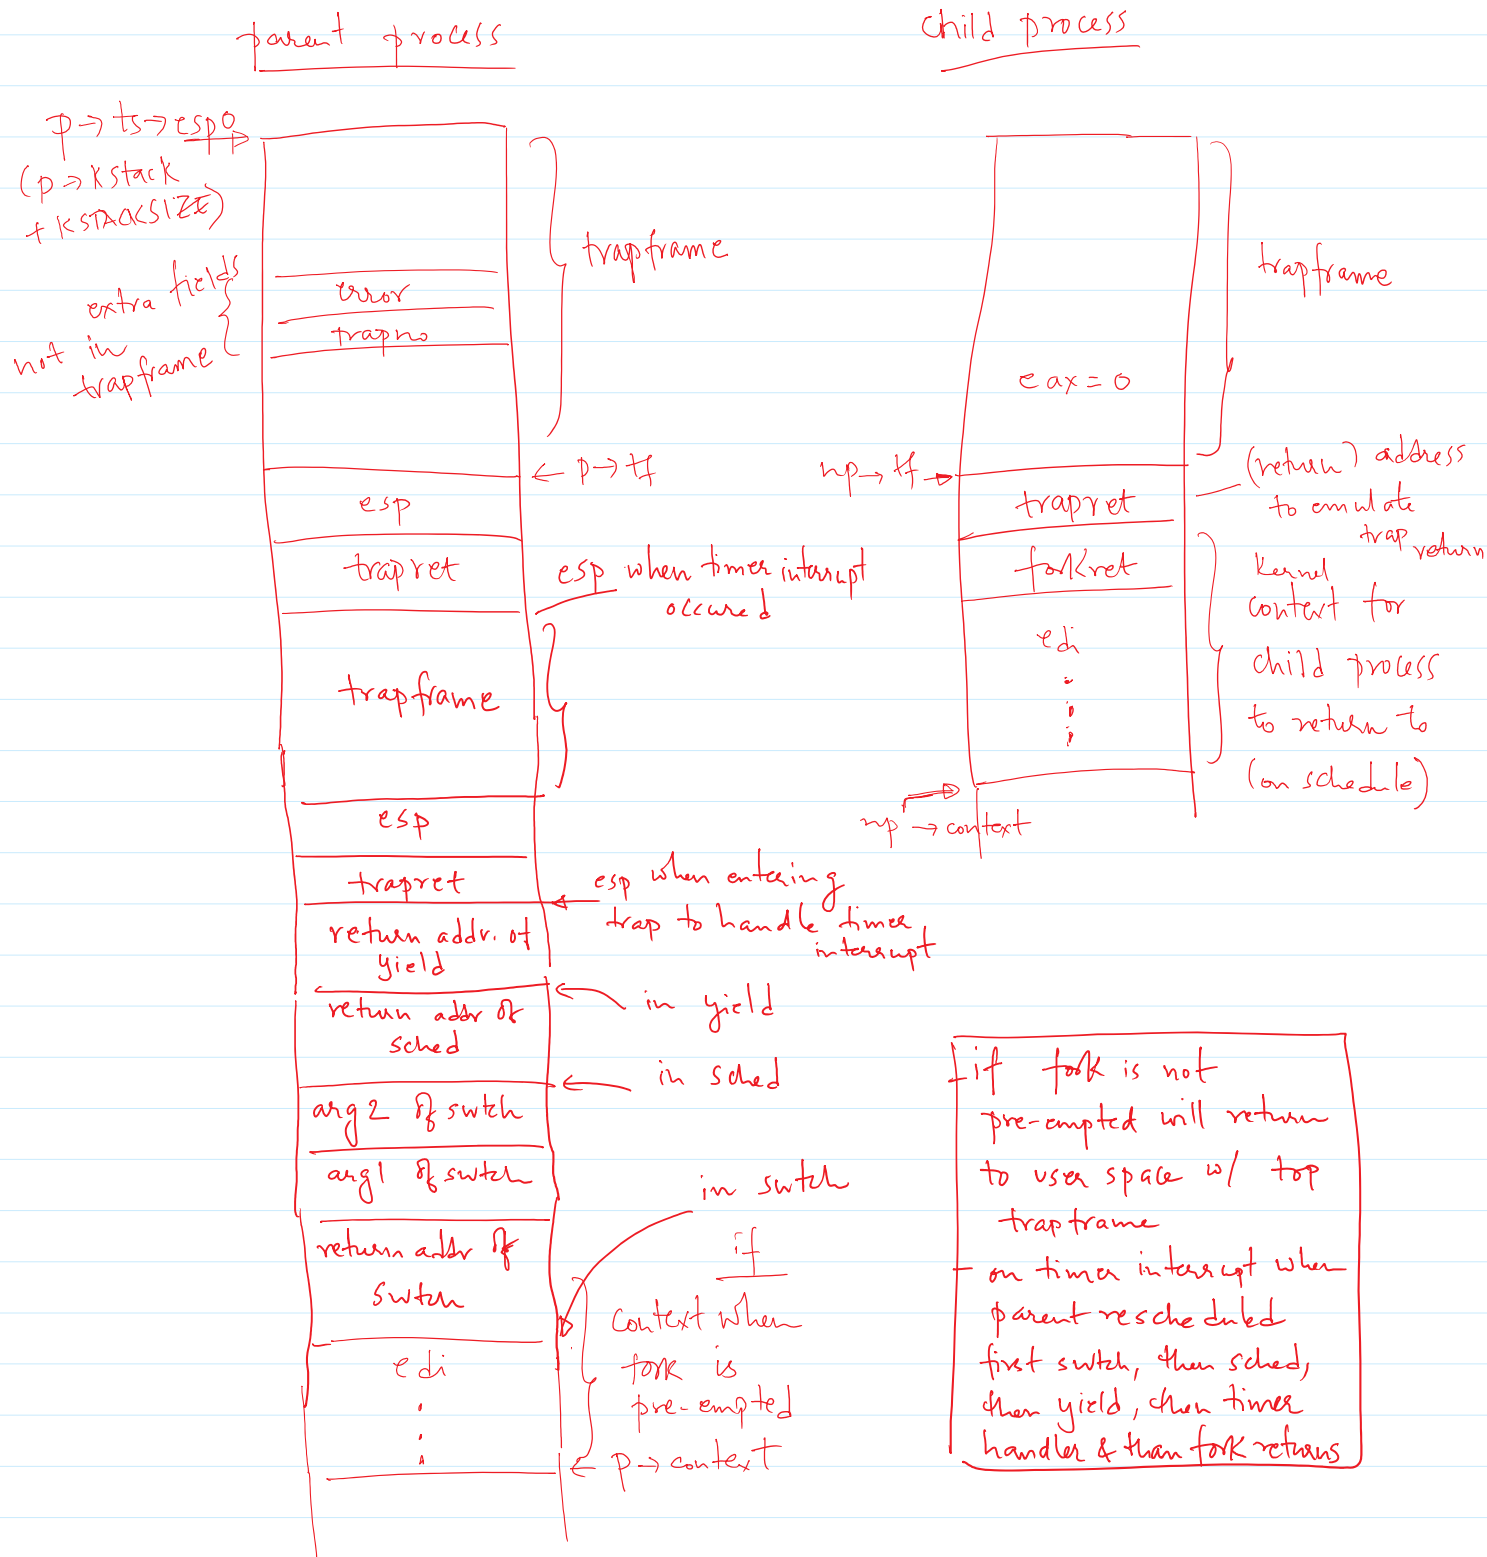 parent process
child process
p → ts → esp0
(p → kstack
+ KSTACKSIZE)
extra fields
not in
trapframe
error
trapno
trapframe
← p → tf
esp
trapret
esp when timer interrupt
occured
trapframe
esp
trapret
esp when entering
trap to handle timer
interrupt
return addr. of
yield
in yield
return addr of
sched
in sched
arg2 of swtch
arg1 of swtch
in swtch
return addr of
swtch
edi
.
.
.
if
context when
fork is
pre-empted
← p → context
trapframe
eax = 0
np → tf →
trapret
(return) address
to emulate
trap return
forkret
edi
.
.
.
kernel
context for
child process
to return to
(on schedule)
np → context
- if fork is not
pre-empted will return
to user space w/ top
trapframe
- on timer interrupt when
parent rescheduled
first swtch, then sched,
then yield, then timer
handler & than fork returns